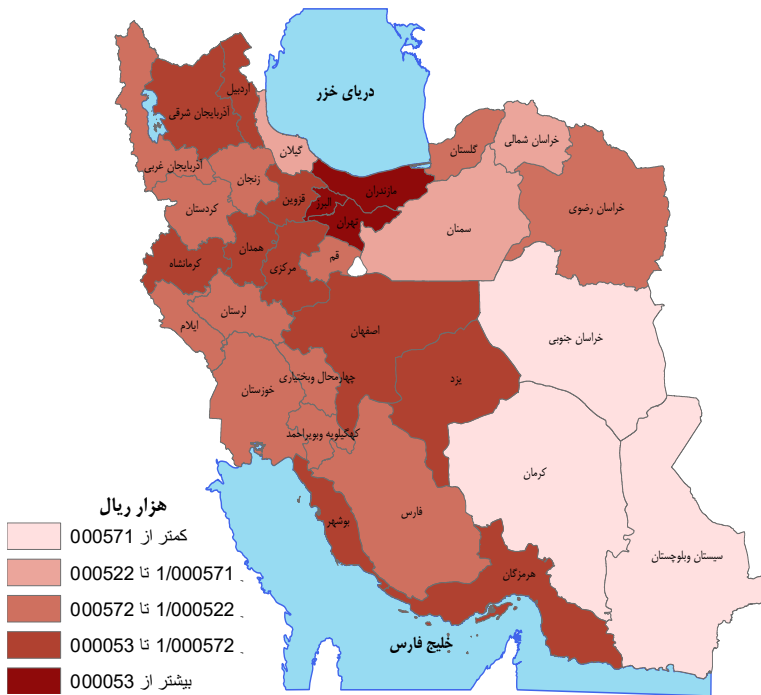 دریای خزر
اردبیل
آذربایجان شرقی
گیلان
خراسان شمالی
گلستان
آذربایجان غربی
زنجان
مازندران
قزوین
البرز
کردستان
خراسان رضوی
تهران
سمنان
همدان
قم
مرکزی
کرمانشاه
لرستان
ایلام
اصفهان
خراسان جنوبی
چهارمحال وبختیاری
یزد
خوزستان
کهگیلویه وبویراحمد
کرمان
فارس
بوشهر
سیستان وبلوچستان
هرمزگان
خلیج فارس
هزار ریال
کمتر از 000571
1/000571 تا 000522
1/000522 تا 000572
1/000572 تا 000053
بیشتر از 000053